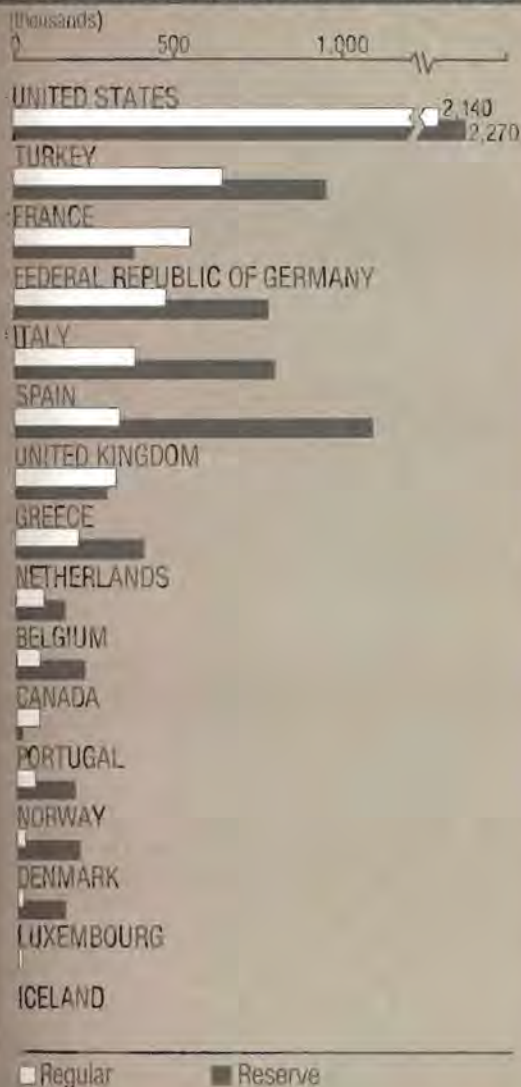 (thousands)
0 500 1,000
UNITED STATES
2,140
2,270
TURKEY
FRANCE
FEDERAL REPUBLIC OF GERMANY
ITALY
SPAIN
UNITED KINGDOM
GREECE
NETHERLANDS
BELGIUM
CANADA
PORTUGAL
NORWAY
DENMARK
LUXEMBOURG
ICELAND
Regular Reserve